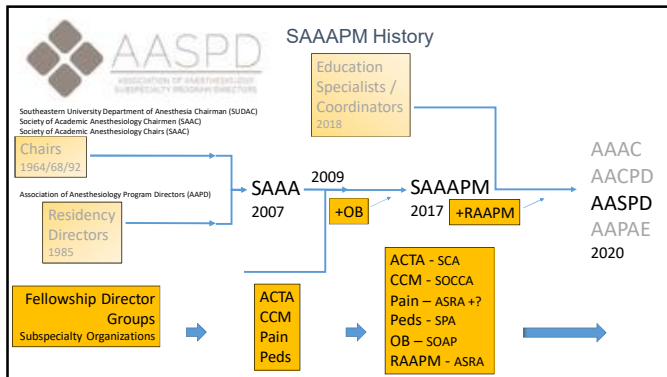 AASPD
ASSOCIATION OF ANESTHESIOLOGY
SUBSPECIALTY PROGRAM DIRECTORS
SAAAPM History
Education
Specialists /
Coordinators
2018
Southeastern University Department of Anesthesia Chairman (SUDAC)
Society of Academic Anesthesiology Chairmen (SAAC)
Society of Academic Anesthesiology Chairs (SAAC)
Chairs
1964/68/92
Association of Anesthesiology Program Directors (AAPD)
Residency
Directors
1985
SAAA
2007
2009
+OB
SAAAPM
2017
+RAAPM
AAAC
AACPD
AASPD
AAPAE
2020
Fellowship Director
Groups
Subspecialty Organizations
ACTA
CCM
Pain
Peds
ACTA - SCA
CCM - SOCCA
Pain – ASRA +?
Peds - SPA
OB – SOAP
RAAPM - ASRA